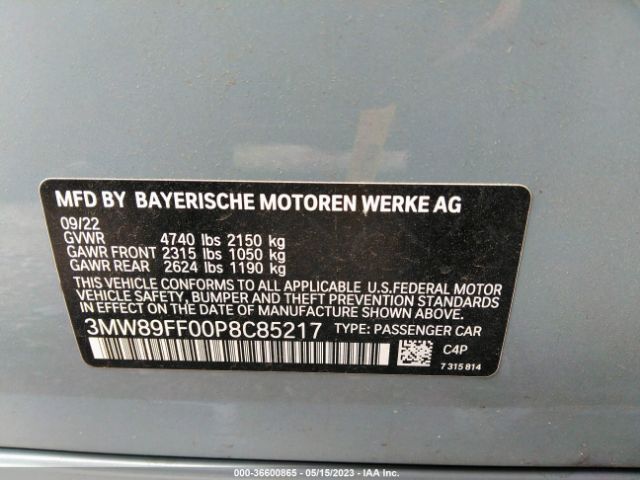 MFD BY BAYERISCHE MOTOREN WERKE AG
09/22
GVWR 4740 lbs 2150 kg
GAWR FRONT 2315 lbs 1050 kg
GAWR REAR 2624 lbs 1190 kg
THIS VEHICLE CONFORMS TO ALL APPLICABLE U.S.FEDERAL MOTOR
VEHICLE SAFETY, BUMPER AND THEFT PREVENTION STANDARDS
IN EFFECT ON THE DATE OF MANUFACTURE SHOWN ABOVE.
3MW89FF00P8C85217 TYPE: PASSENGER CAR
C4P
7 315 814
000-36600865 - 05/15/2023 - IAA Inc.